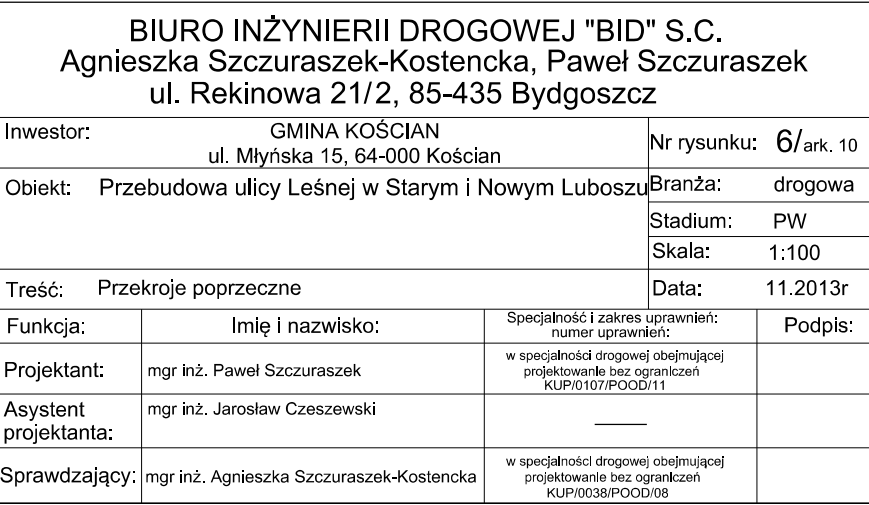 BIURO INŻYNIERII DROGOWEJ "BID" S.C.
Agnieszka Szczuraszek-Kostencka, Paweł Szczuraszek
ul. Rekinowa 21/2, 85-435 Bydgoszcz
Inwestor: GMINA KOŚCIAN
ul. Młyńska 15, 64-000 Kościan
Nr rysunku: 6/ark. 10
Obiekt: Przebudowa ulicy Leśnej w Starym i Nowym Luboszu
Branża: drogowa
Stadium: PW
Skala: 1:100
Treść: Przekroje poprzeczne
Data: 11.2013r
Funkcja: Imię i nazwisko: Specjalność i zakres uprawnień: Podpis:
numer uprawnień:
Projektant: mgr inż. Paweł Szczuraszek
w specjalności drogowej obejmującej
projektowanie bez ograniczeń
KUP/0107/POOD/11
Asystent
projektanta:
mgr inż. Jarosław Czeszewski
Sprawdzający: mgr inż. Agnieszka Szczuraszek-Kostencka
w specjalności drogowej obejmującej
projektowanie bez ograniczeń
KUP/0038/POOD/08